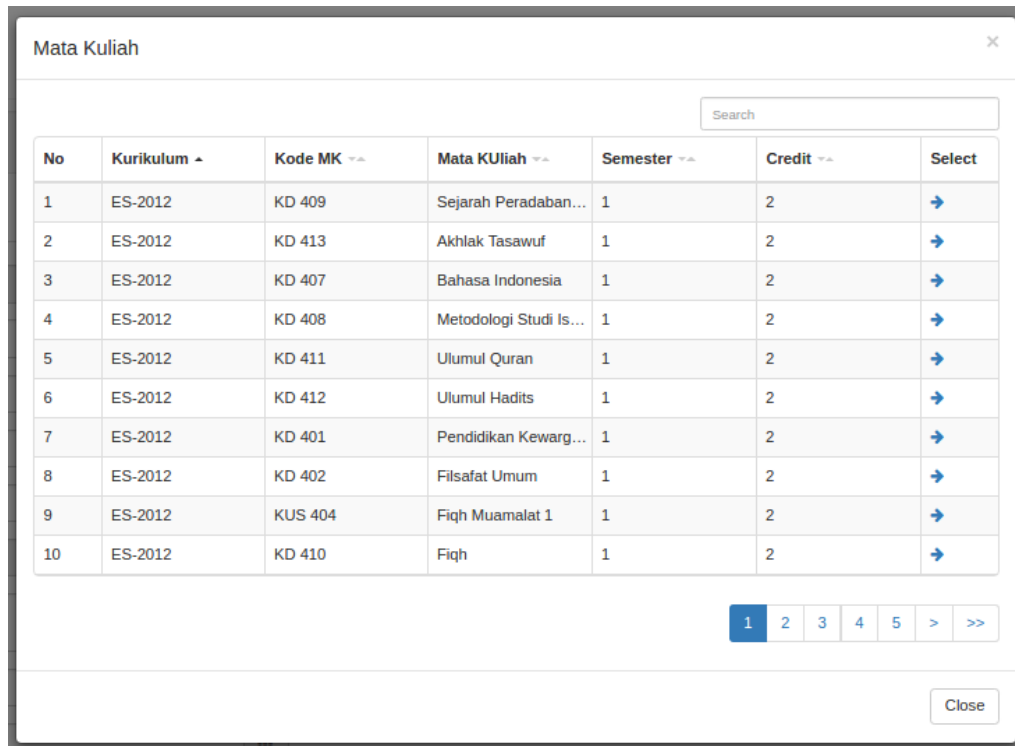 Mata Kuliah ×
Search
No Kurikulum Kode MK Mata KUliah Semester Credit Select
1 ES-2012 KD 409 Sejarah Peradaban... 1 2
2 ES-2012 KD 413 Akhlak Tasawuf 1 2
3 ES-2012 KD 407 Bahasa Indonesia 1 2
4 ES-2012 KD 408 Metodologi Studi Is... 1 2
5 ES-2012 KD 411 Ulumul Quran 1 2
6 ES-2012 KD 412 Ulumul Hadits 1 2
7 ES-2012 KD 401 Pendidikan Kewarg... 1 2
8 ES-2012 KD 402 Filsafat Umum 1 2
9 ES-2012 KUS 404 Fiqh Muamalat 1 1 2
10 ES-2012 KD 410 Fiqh 1 2
1 2 3 4 5 > >>
Close